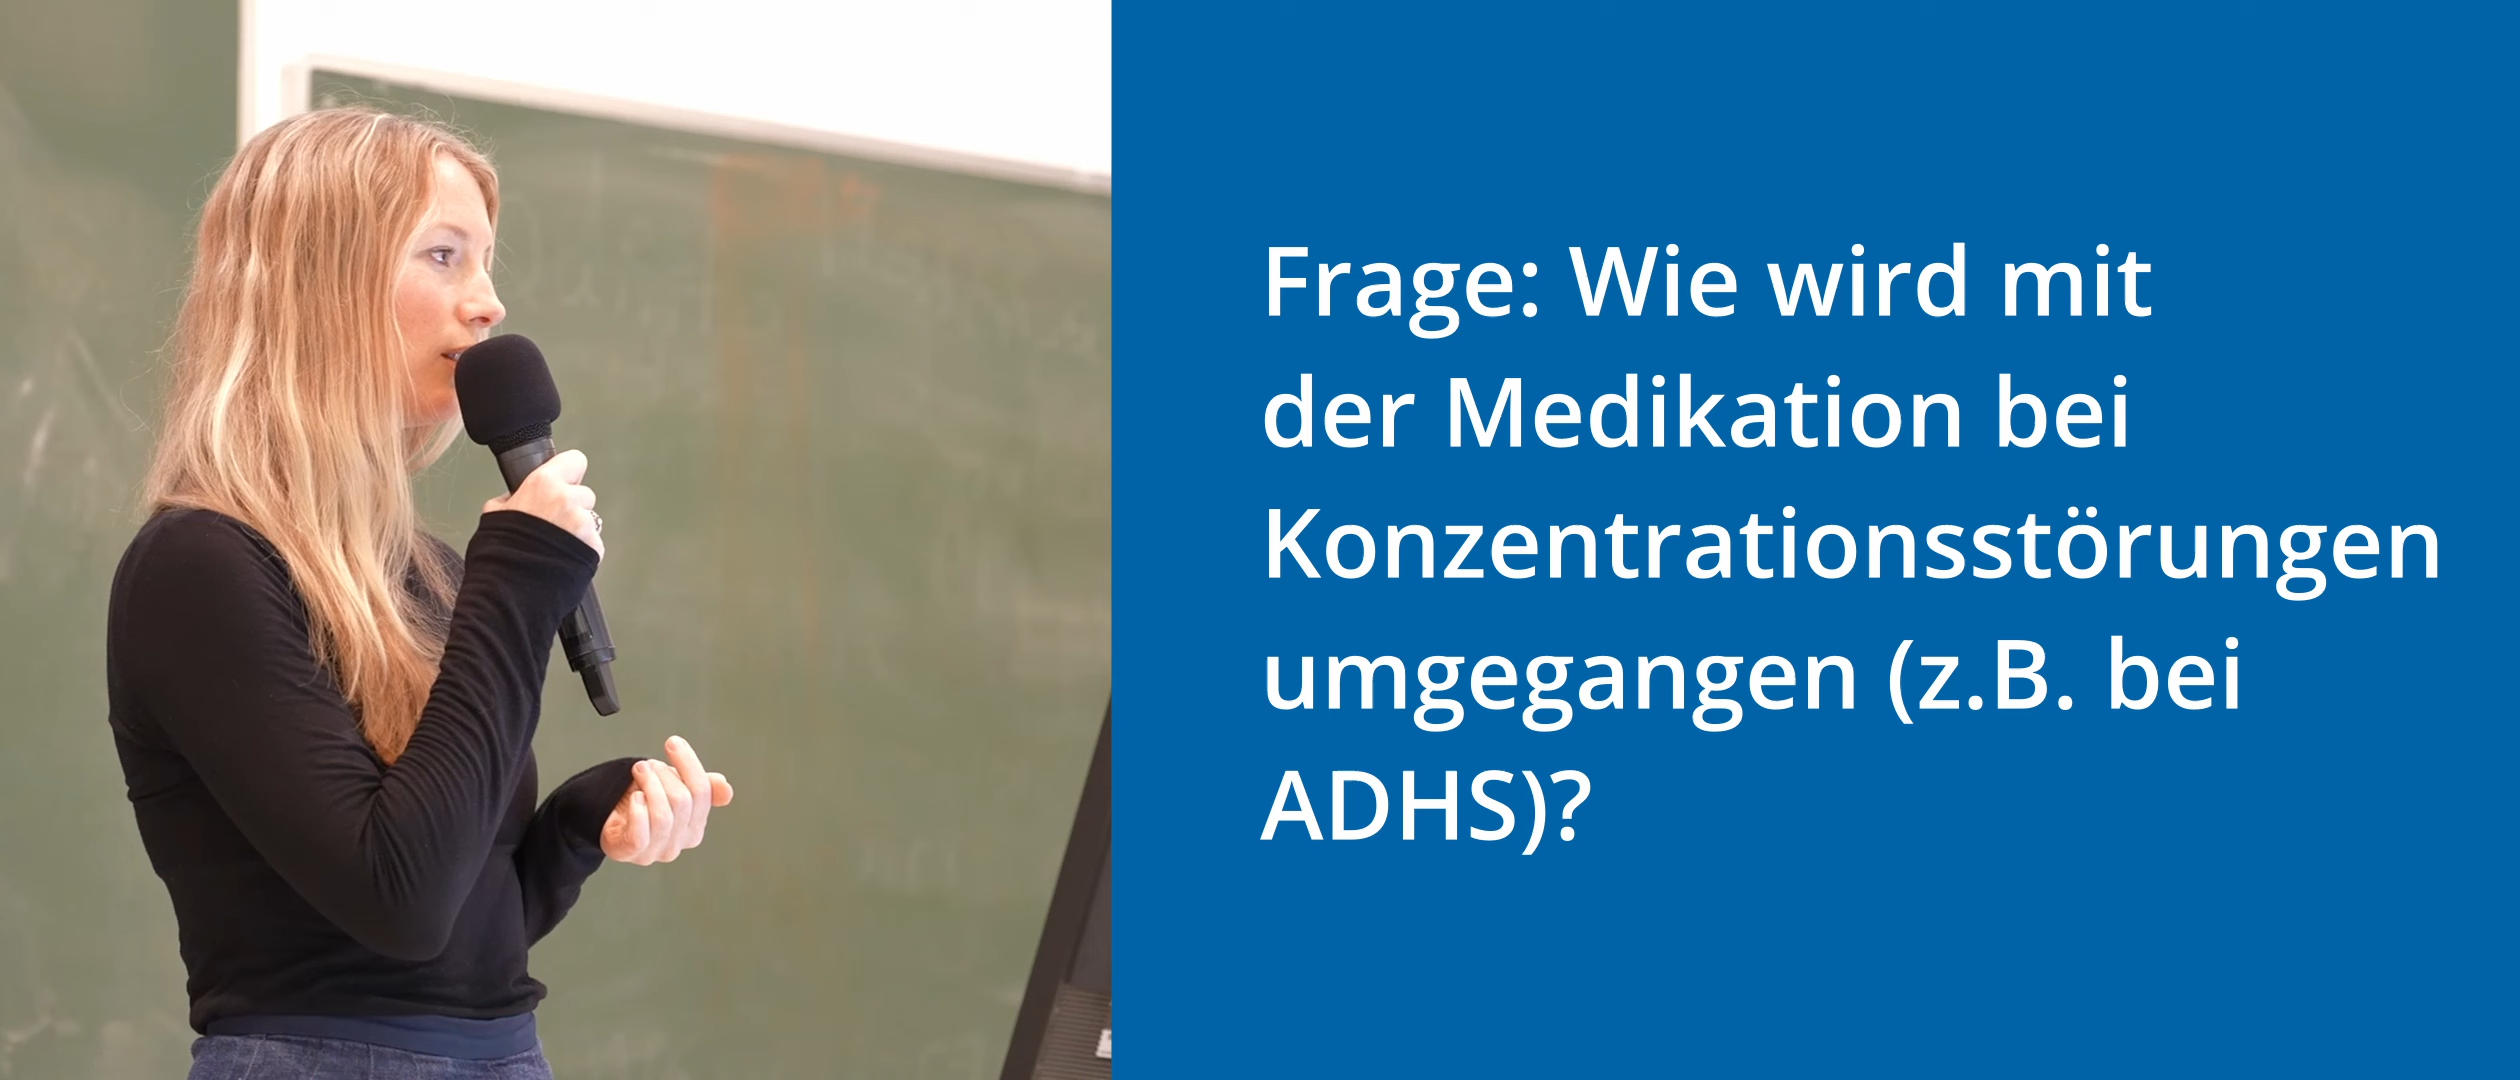 Frage: Wie wird mit
der Medikation bei
Konzentrationsstörungen
umgegangen (z.B. bei
ADHS)?